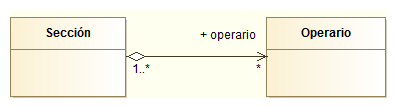 Sección
+ operario
Operario
1..*
*